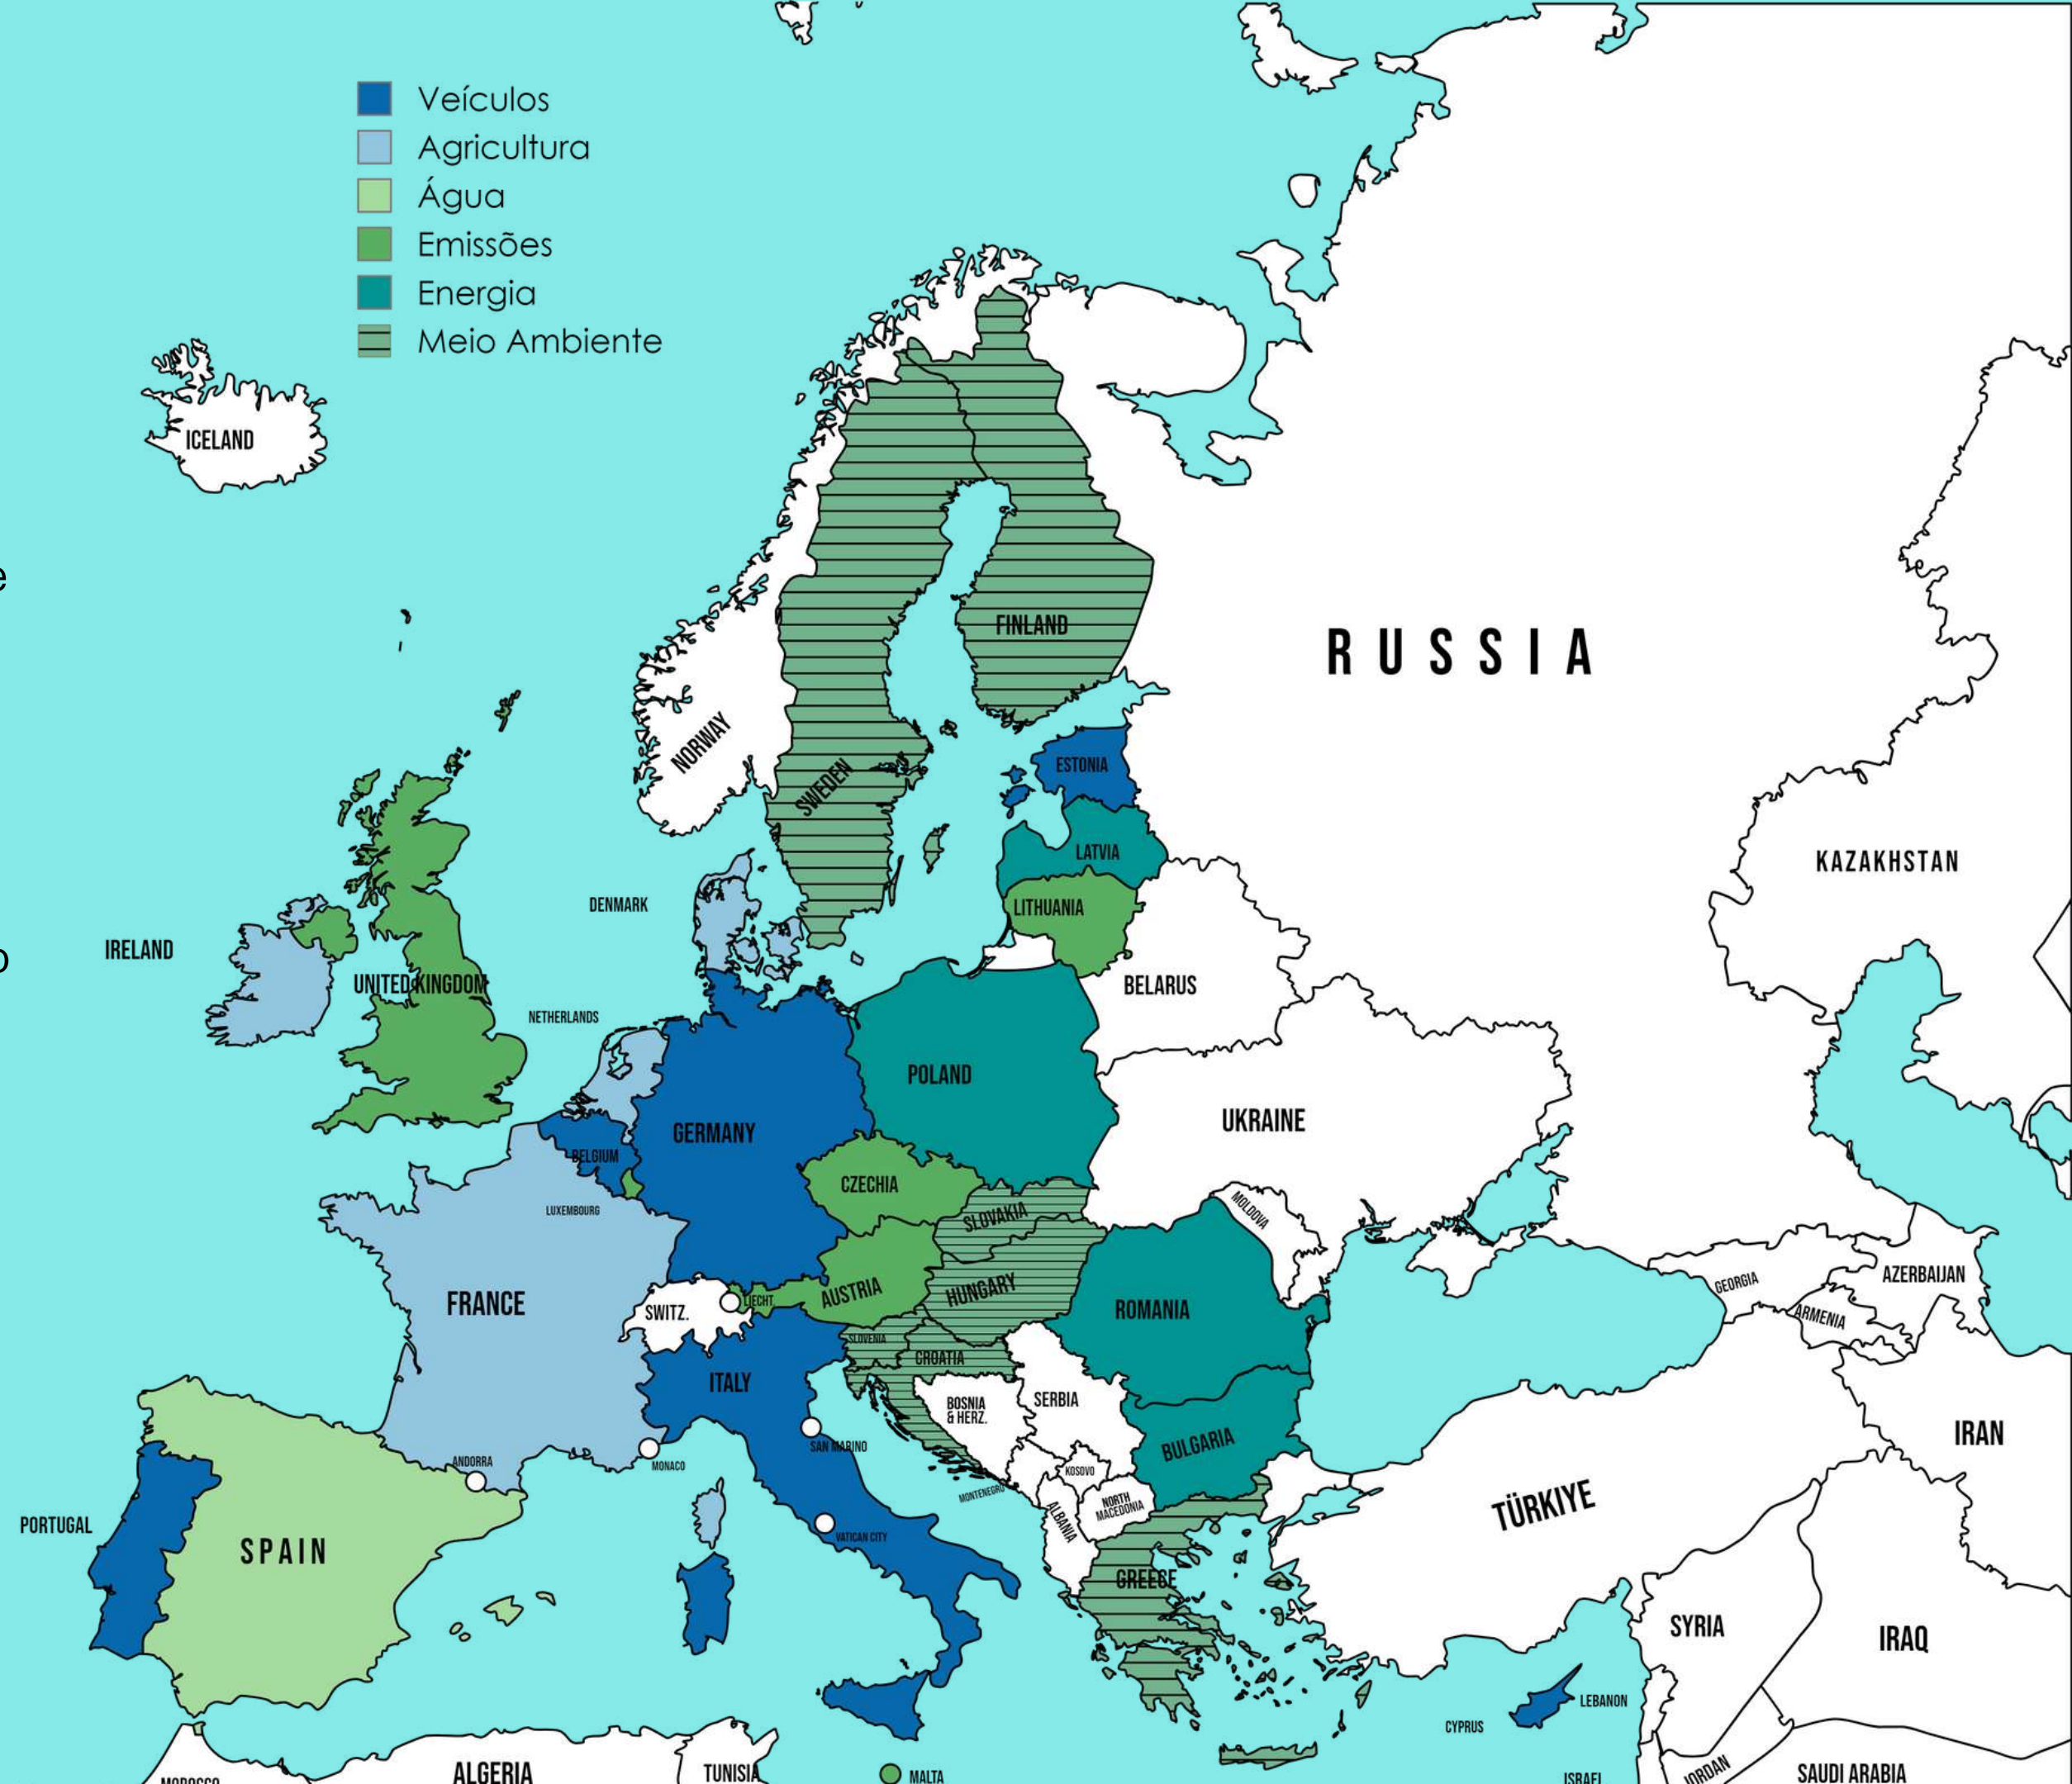 Veículos
Agricultura
Água
Emissões
Energia
Meio Ambiente
ICELAND
e
FINLAND
RUSSIA
NORWAY
SWEDEN
ESTONIA
LATVIA
KAZAKHSTAN
DENMARK
LITHUANIA
IRELAND
o
UNITED KINGDOM
BELARUS
NETHERLANDS
POLAND
GERMANY
UKRAINE
BELGIUM
CZECHIA
LUXEMBOURG
SLOVAKIA
MOLDOVA
FRANCE
SWITZ.
LIECHT
AUSTRIA
HUNGARY
ROMANIA
GEORGIA
AZERBAIJAN
ARMENIA
SLOVENIA
CROATIA
ITALY
BOSNIA
& HERZ.
SERBIA
BULGARIA
IRAN
SAN MARINO
ANDORRA
MONACO
KOSOVO
MONTENEGRO
NORTH
MACEDONIA
ALBANIA
TÜRKIYE
PORTUGAL
SPAIN
VATICAN CITY
GREECE
SYRIA
IRAQ
LEBANON
CYPRUS
MOROCCO
ALGERIA
TUNISIA
MALTA
ISRAEL
JORDAN
SAUDI ARABIA